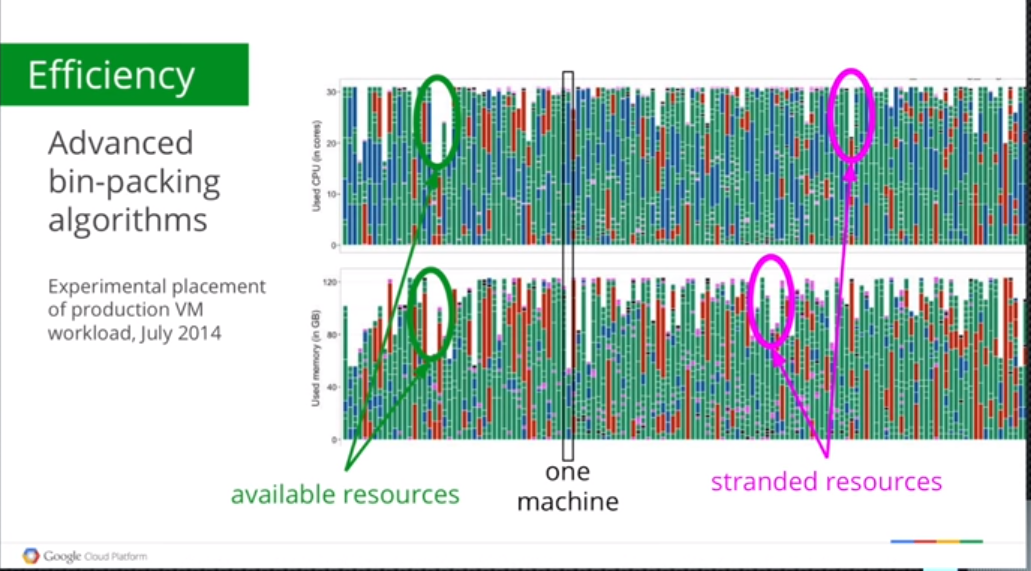 Efficiency
Advanced
bin-packing
algorithms
Experimental placement
of production VM
workload, July 2014
Used CPU (in cores)
30
20
10
0
Used memory (in GB)
120
80
40
0
available resources
one
machine
stranded resources
Google Cloud Platform